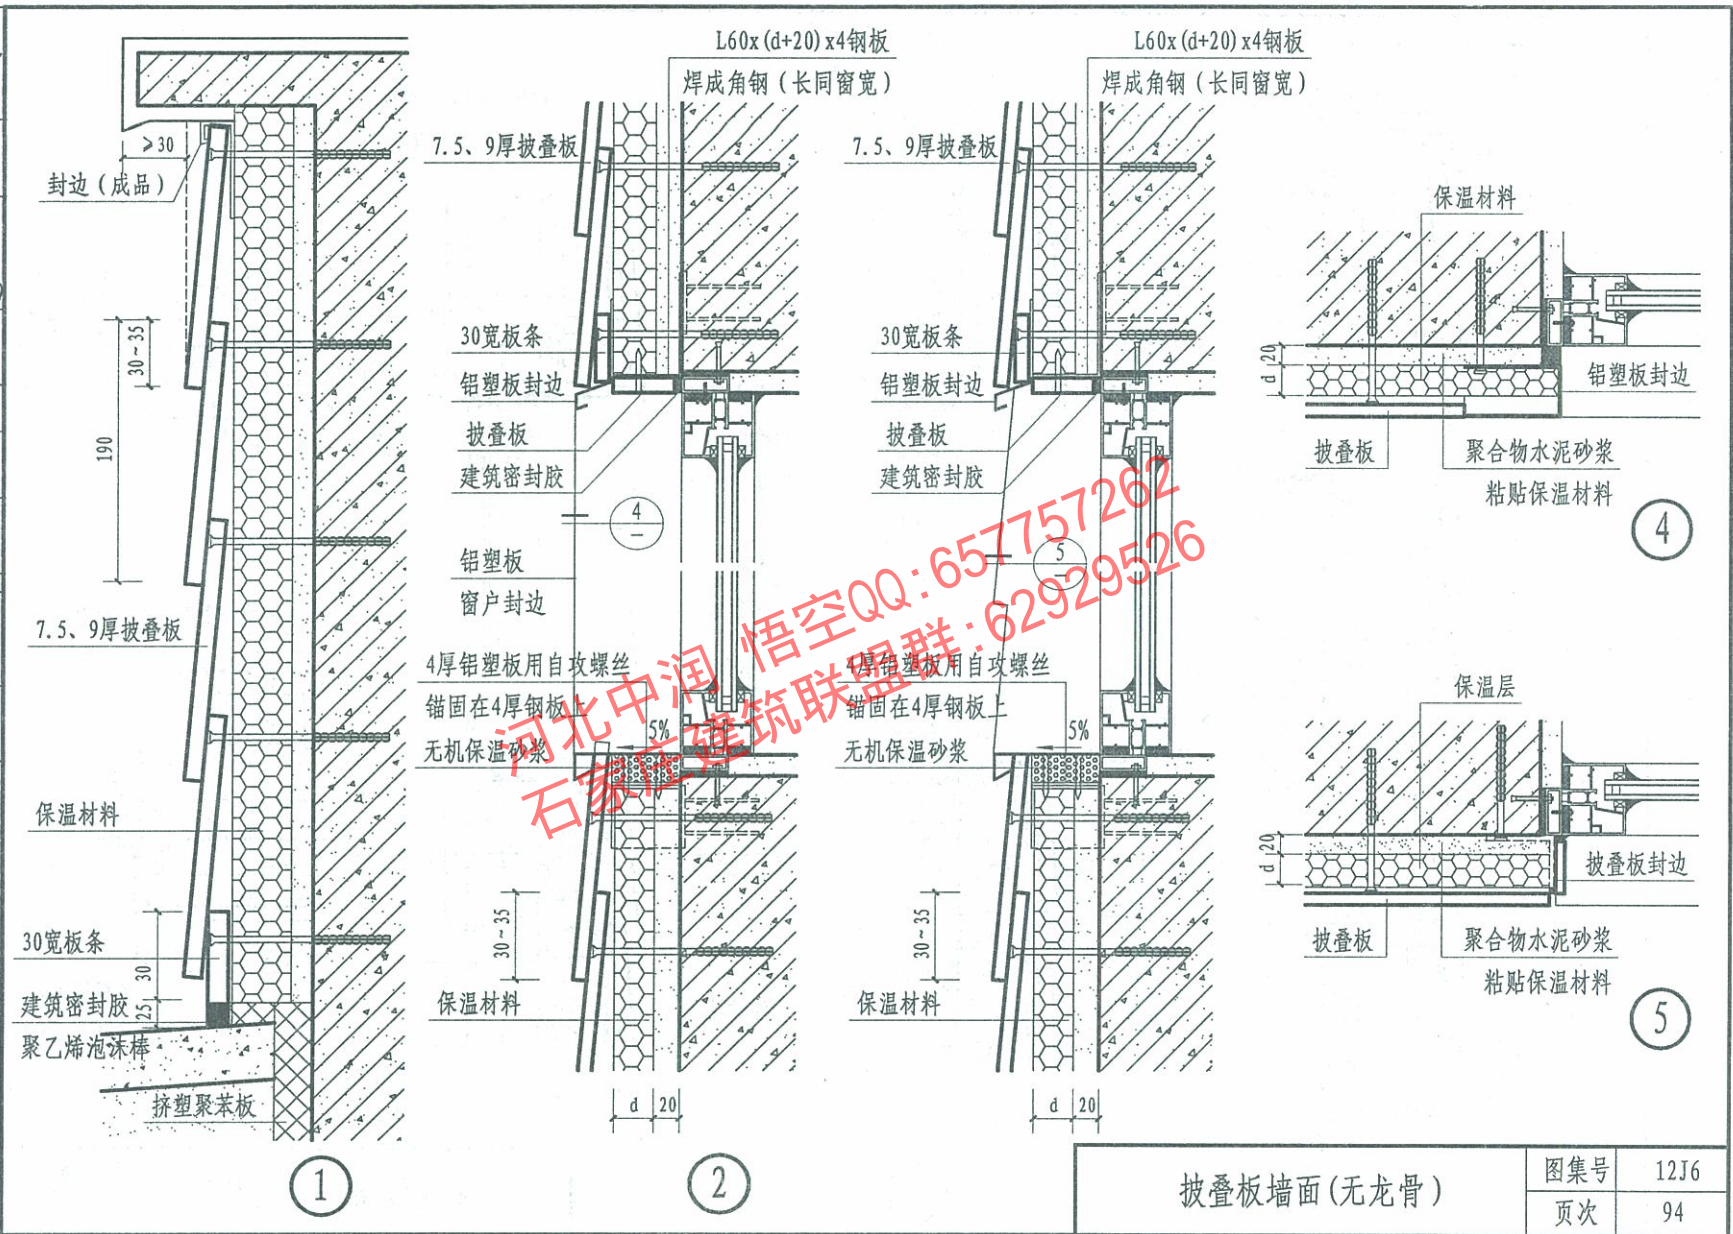 ≥30
封边（成品）
30~35
190
7.5、9厚披叠板
保温材料
30宽板条
30
建筑密封胶
25
聚乙烯泡沫棒
挤塑聚苯板
1
L60x(d+20)x4钢板
焊成角钢（长同窗宽）
7.5、9厚披叠板
30宽板条
铝塑板封边
披叠板
建筑密封胶
4
铝塑板
窗户封边
4厚铝塑板用自攻螺丝
锚固在4厚钢板上
5%
无机保温砂浆
30~35
保温材料
d 20
2
L60x(d+20)x4钢板
焊成角钢（长同窗宽）
7.5、9厚披叠板
30宽板条
铝塑板封边
披叠板
建筑密封胶
5
4厚铝塑板用自攻螺丝
锚固在4厚钢板上
5%
无机保温砂浆
30~35
保温材料
d 20
保温材料
20
d
铝塑板封边
披叠板
聚合物水泥砂浆
粘贴保温材料
4
保温层
20
d
披叠板封边
披叠板
聚合物水泥砂浆
粘贴保温材料
5
河北中润 悟空QQ:657757262
石家庄建筑联盟群:62929526
披叠板墙面(无龙骨)
图集号 12J6
页次 94